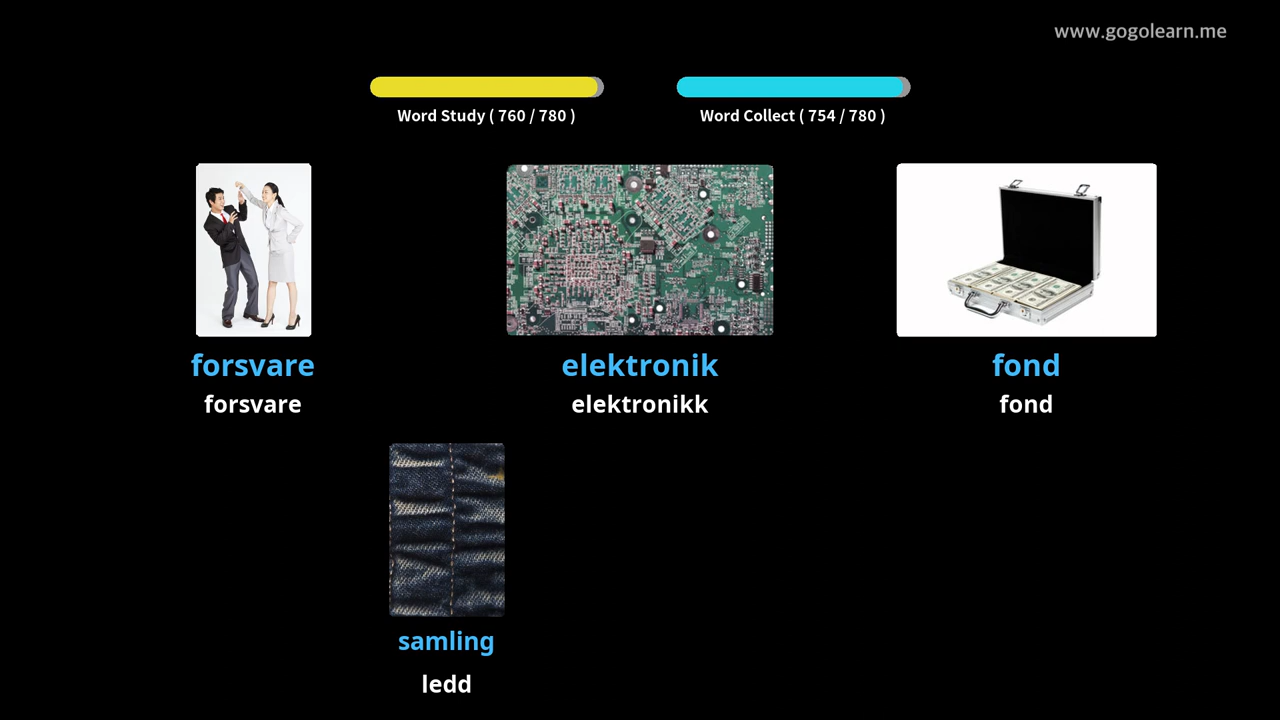 www.gogolearn.me
Word Study ( 760 / 780 )
Word Collect ( 754 / 780 )
forsvare
forsvare
elektronik
elektronikk
fond
fond
samling
ledd